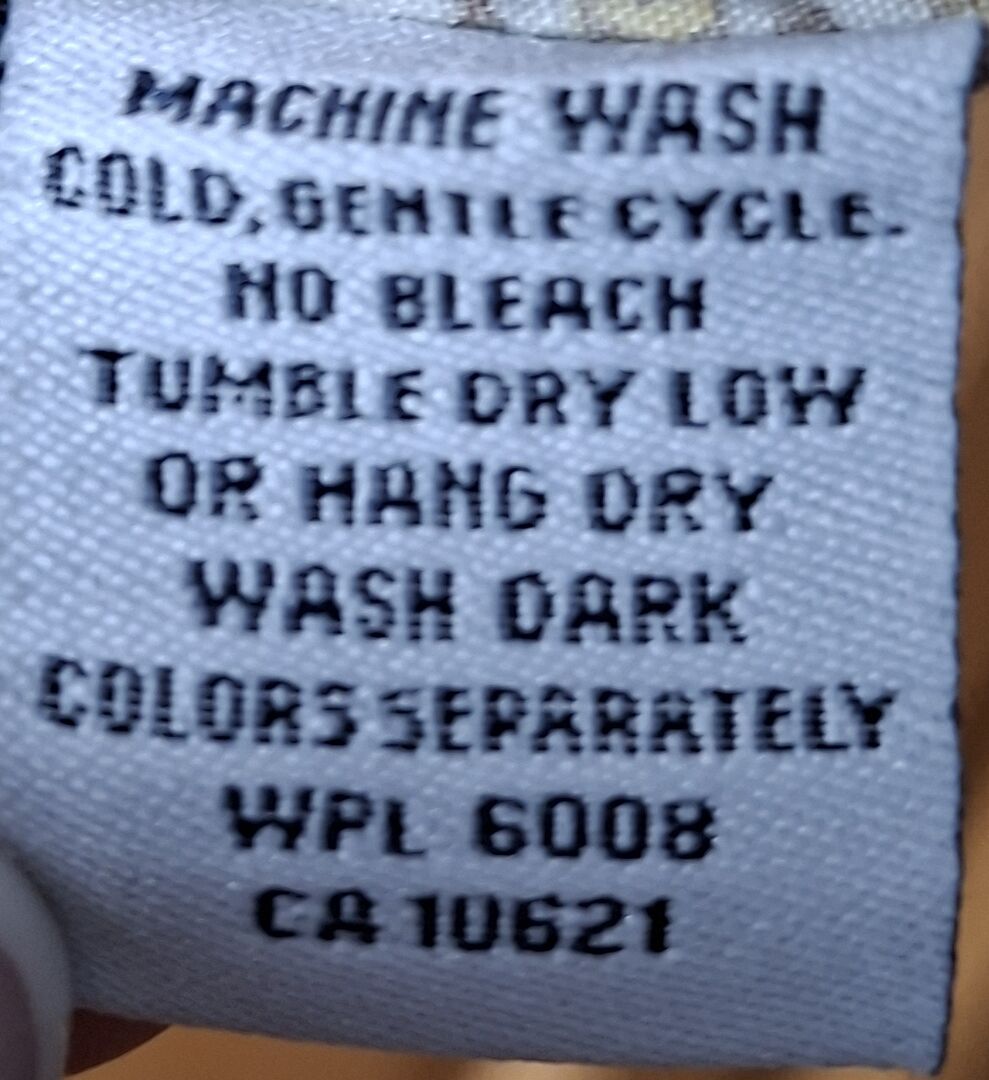 MACHINE WASH
COLD, GENTLE CYCLE.
NO BLEACH
TUMBLE DRY LOW
OR HANG DRY
WASH DARK
COLORS SEPARATELY
WPL 6008
CA 10621